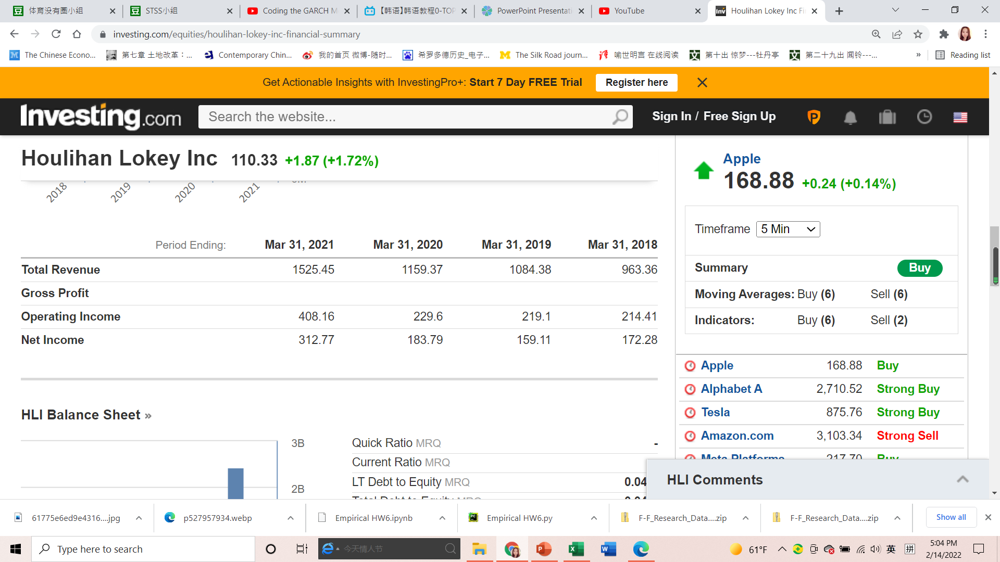 体育没有圈小组
STSS小组
Coding the GARCH M
【韩语】韩语教程0-TOP
PowerPoint Presentati
YouTube
Houlihan Lokey Inc Fi
investing.com/equities/houlihan-lokey-inc-financial-summary
The Chinese Econo...
第七章 土地改革：...
Contemporary Chin...
我的首页 微博-随时...
希罗多德历史_电子...
The Silk Road journ...
喻世明言 在线阅读
第十出 惊梦---牡丹亭
第二十九出 闻铃---...
»
Reading list
Get Actionable Insights with InvestingPro+: Start 7 Day FREE Trial
Register here
Investing.com
Search the website...
Sign In / Free Sign Up
Houlihan Lokey Inc 110.33 +1.87 (+1.72%)
2018 2019 2020 2021
Period Ending: Mar 31, 2021 Mar 31, 2020 Mar 31, 2019 Mar 31, 2018
Total Revenue 1525.45 1159.37 1084.38 963.36
Gross Profit
Operating Income 408.16 229.6 219.1 214.41
Net Income 312.77 183.79 159.11 172.28
HLI Balance Sheet »
3B
2B
Quick Ratio MRQ -
Current Ratio MRQ
LT Debt to Equity MRQ 0.04
Total Debt to Equity MRQ 0.04
Apple
168.88 +0.24 (+0.14%)
Timeframe 5 Min
Summary Buy
Moving Averages: Buy (6) Sell (6)
Indicators: Buy (6) Sell (2)
Apple 168.88 Buy
Alphabet A 2,710.52 Strong Buy
Tesla 875.76 Strong Buy
Amazon.com 3,103.34 Strong Sell
Meta Platforms 217.70 Buy
HLI Comments
61775e6ed9e4316....jpg
p527957934.webp
Empirical HW6.ipynb
Empirical HW6.py
F-F_Research_Data....zip
F-F_Research_Data....zip
Show all
Type here to search
今天情人节
61°F
英
拼
5:04 PM
2/14/2022